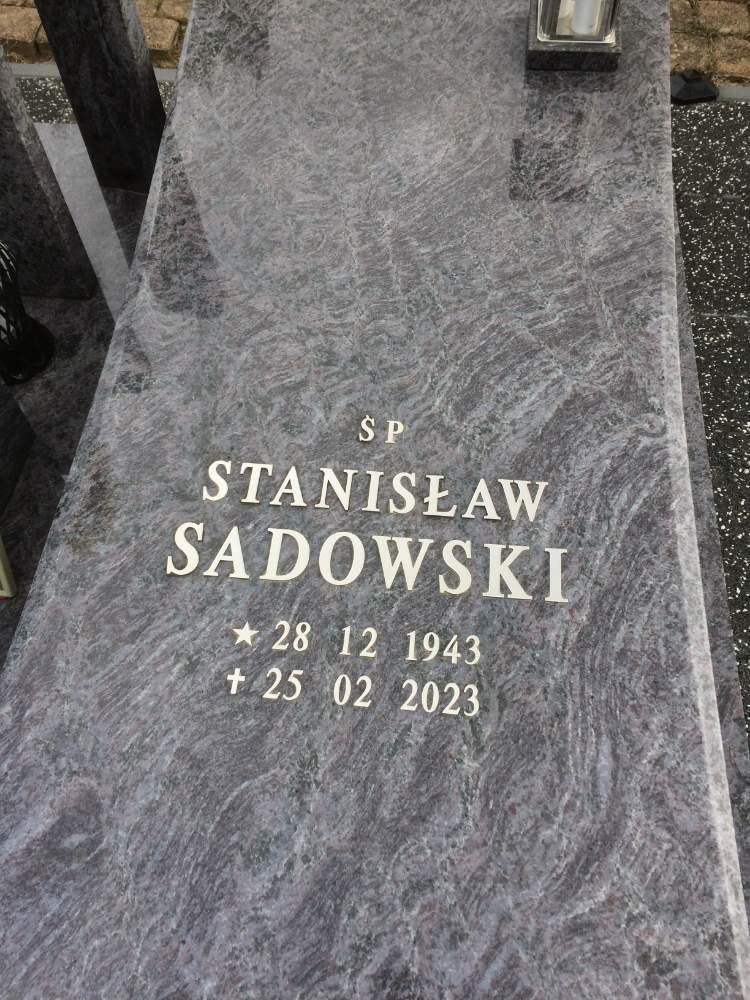 ŚP
STANISŁAW
SADOWSKI
★ 28 12 1943
✝ 25 02 2023